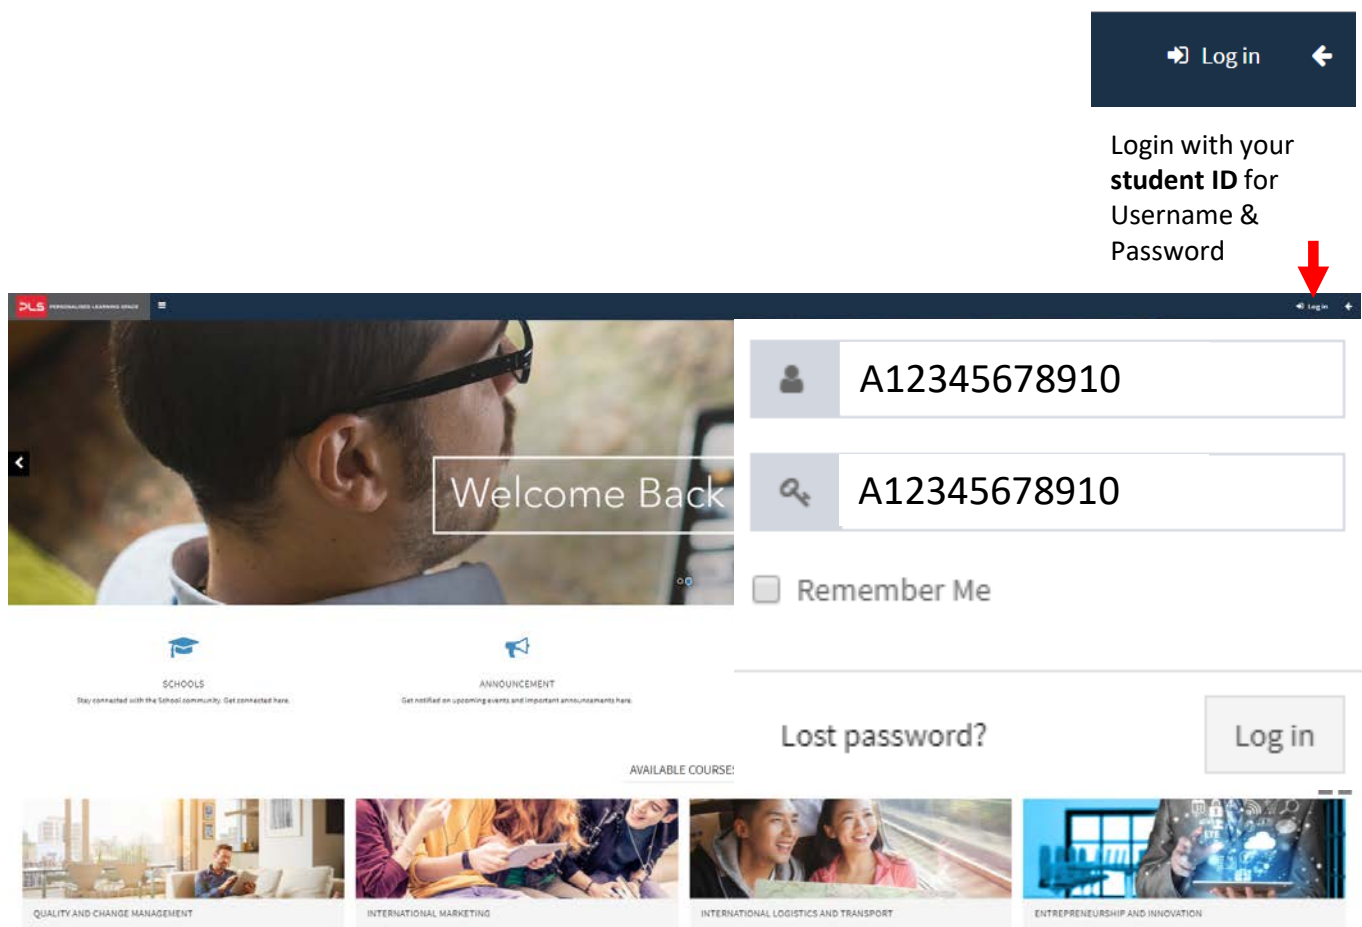 Log in
Login with your
student ID for
Username &
Password
PLS PERSONALISED LEARNING SPACE
Log in
A12345678910
Welcome Back
A12345678910
Remember Me
SCHOOLS
Stay connected with the School community. Get connected here.
ANNOUNCEMENT
Get notified on upcoming events and important announcements here.
Lost password?
Log in
AVAILABLE COURSES
QUALITY AND CHANGE MANAGEMENT
INTERNATIONAL MARKETING
INTERNATIONAL LOGISTICS AND TRANSPORT
ENTREPRENEURSHIP AND INNOVATION